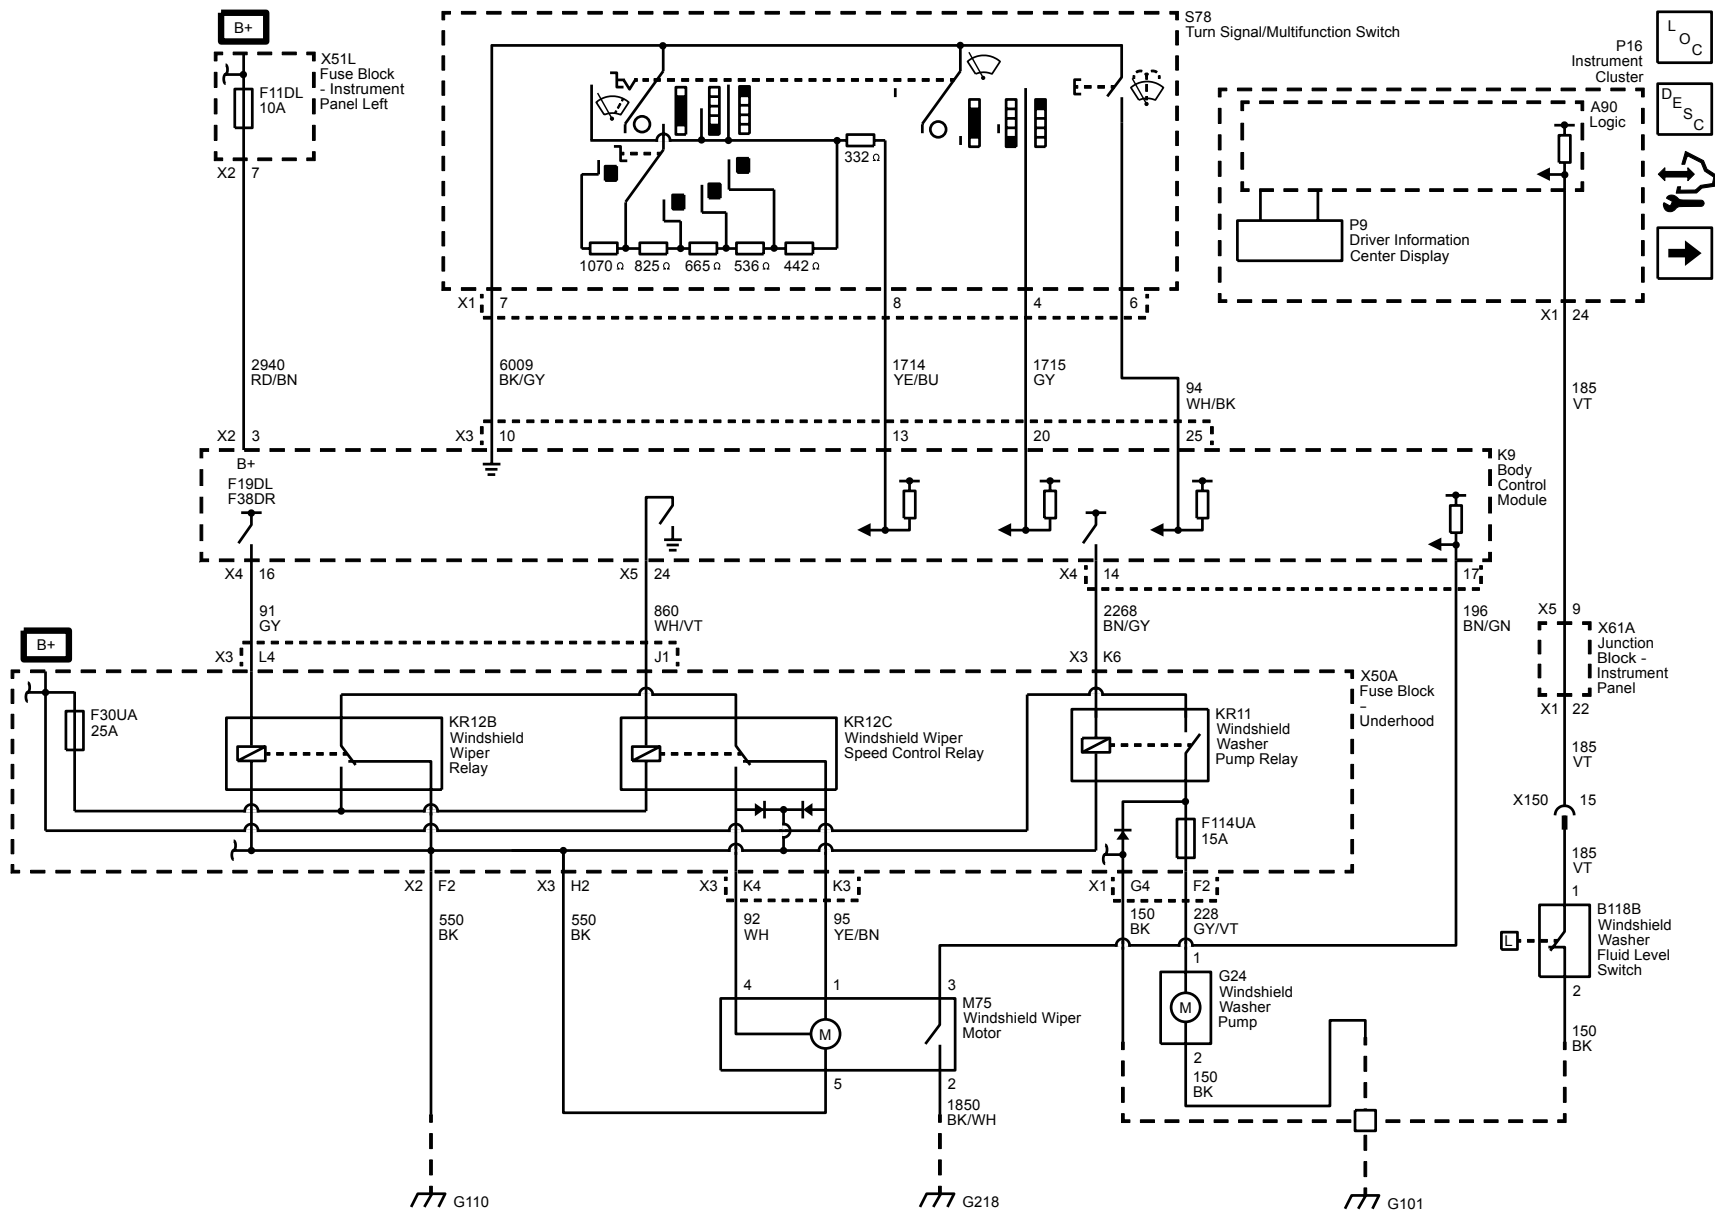 B+
X51L
Fuse Block
- Instrument
Panel Left
F11DL
10A
X2 7
S78
Turn Signal/Multifunction Switch
332 Ω
1070 Ω 825 Ω 665 Ω 536 Ω 442 Ω
P16
Instrument
Cluster
A90
Logic
P9
Driver Information
Center Display
L
O
C
D
E
S
C
X1 7 8 4 6
X1 24
2940
RD/BN
6009
BK/GY
1714
YE/BU
1715
GY
94
WH/BK
185
VT
X2 3
X3 10 13 20 25
B+
F19DL
F38DR
K9
Body
Control
Module
X4 16
X5 24
X4 14 17
91
GY
860
WH/VT
2268
BN/GY
196
BN/GN
X5 9
X61A
Junction
Block -
Instrument
Panel
X1 22
B+
X3 L4 J1
X3 K6
X50A
Fuse Block
–
Underhood
F30UA
25A
KR12B
Windshield
Wiper
Relay
KR12C
Windshield Wiper
Speed Control Relay
KR11
Windshield
Washer
Pump Relay
185
VT
X150 15
F114UA
15A
185
VT
X2 F2
X3 H2
X3 K4 K3
X1 G4 F2
1
550
BK
550
BK
92
WH
95
YE/BN
150
BK
228
GY/VT
L
B118B
Windshield
Washer
Fluid Level
Switch
4 1 3
1
2
M75
Windshield Wiper
Motor
M
G24
Windshield
Washer
Pump
M
5 2
2
150
BK
1850
BK/WH
150
BK
G110
G218
G101